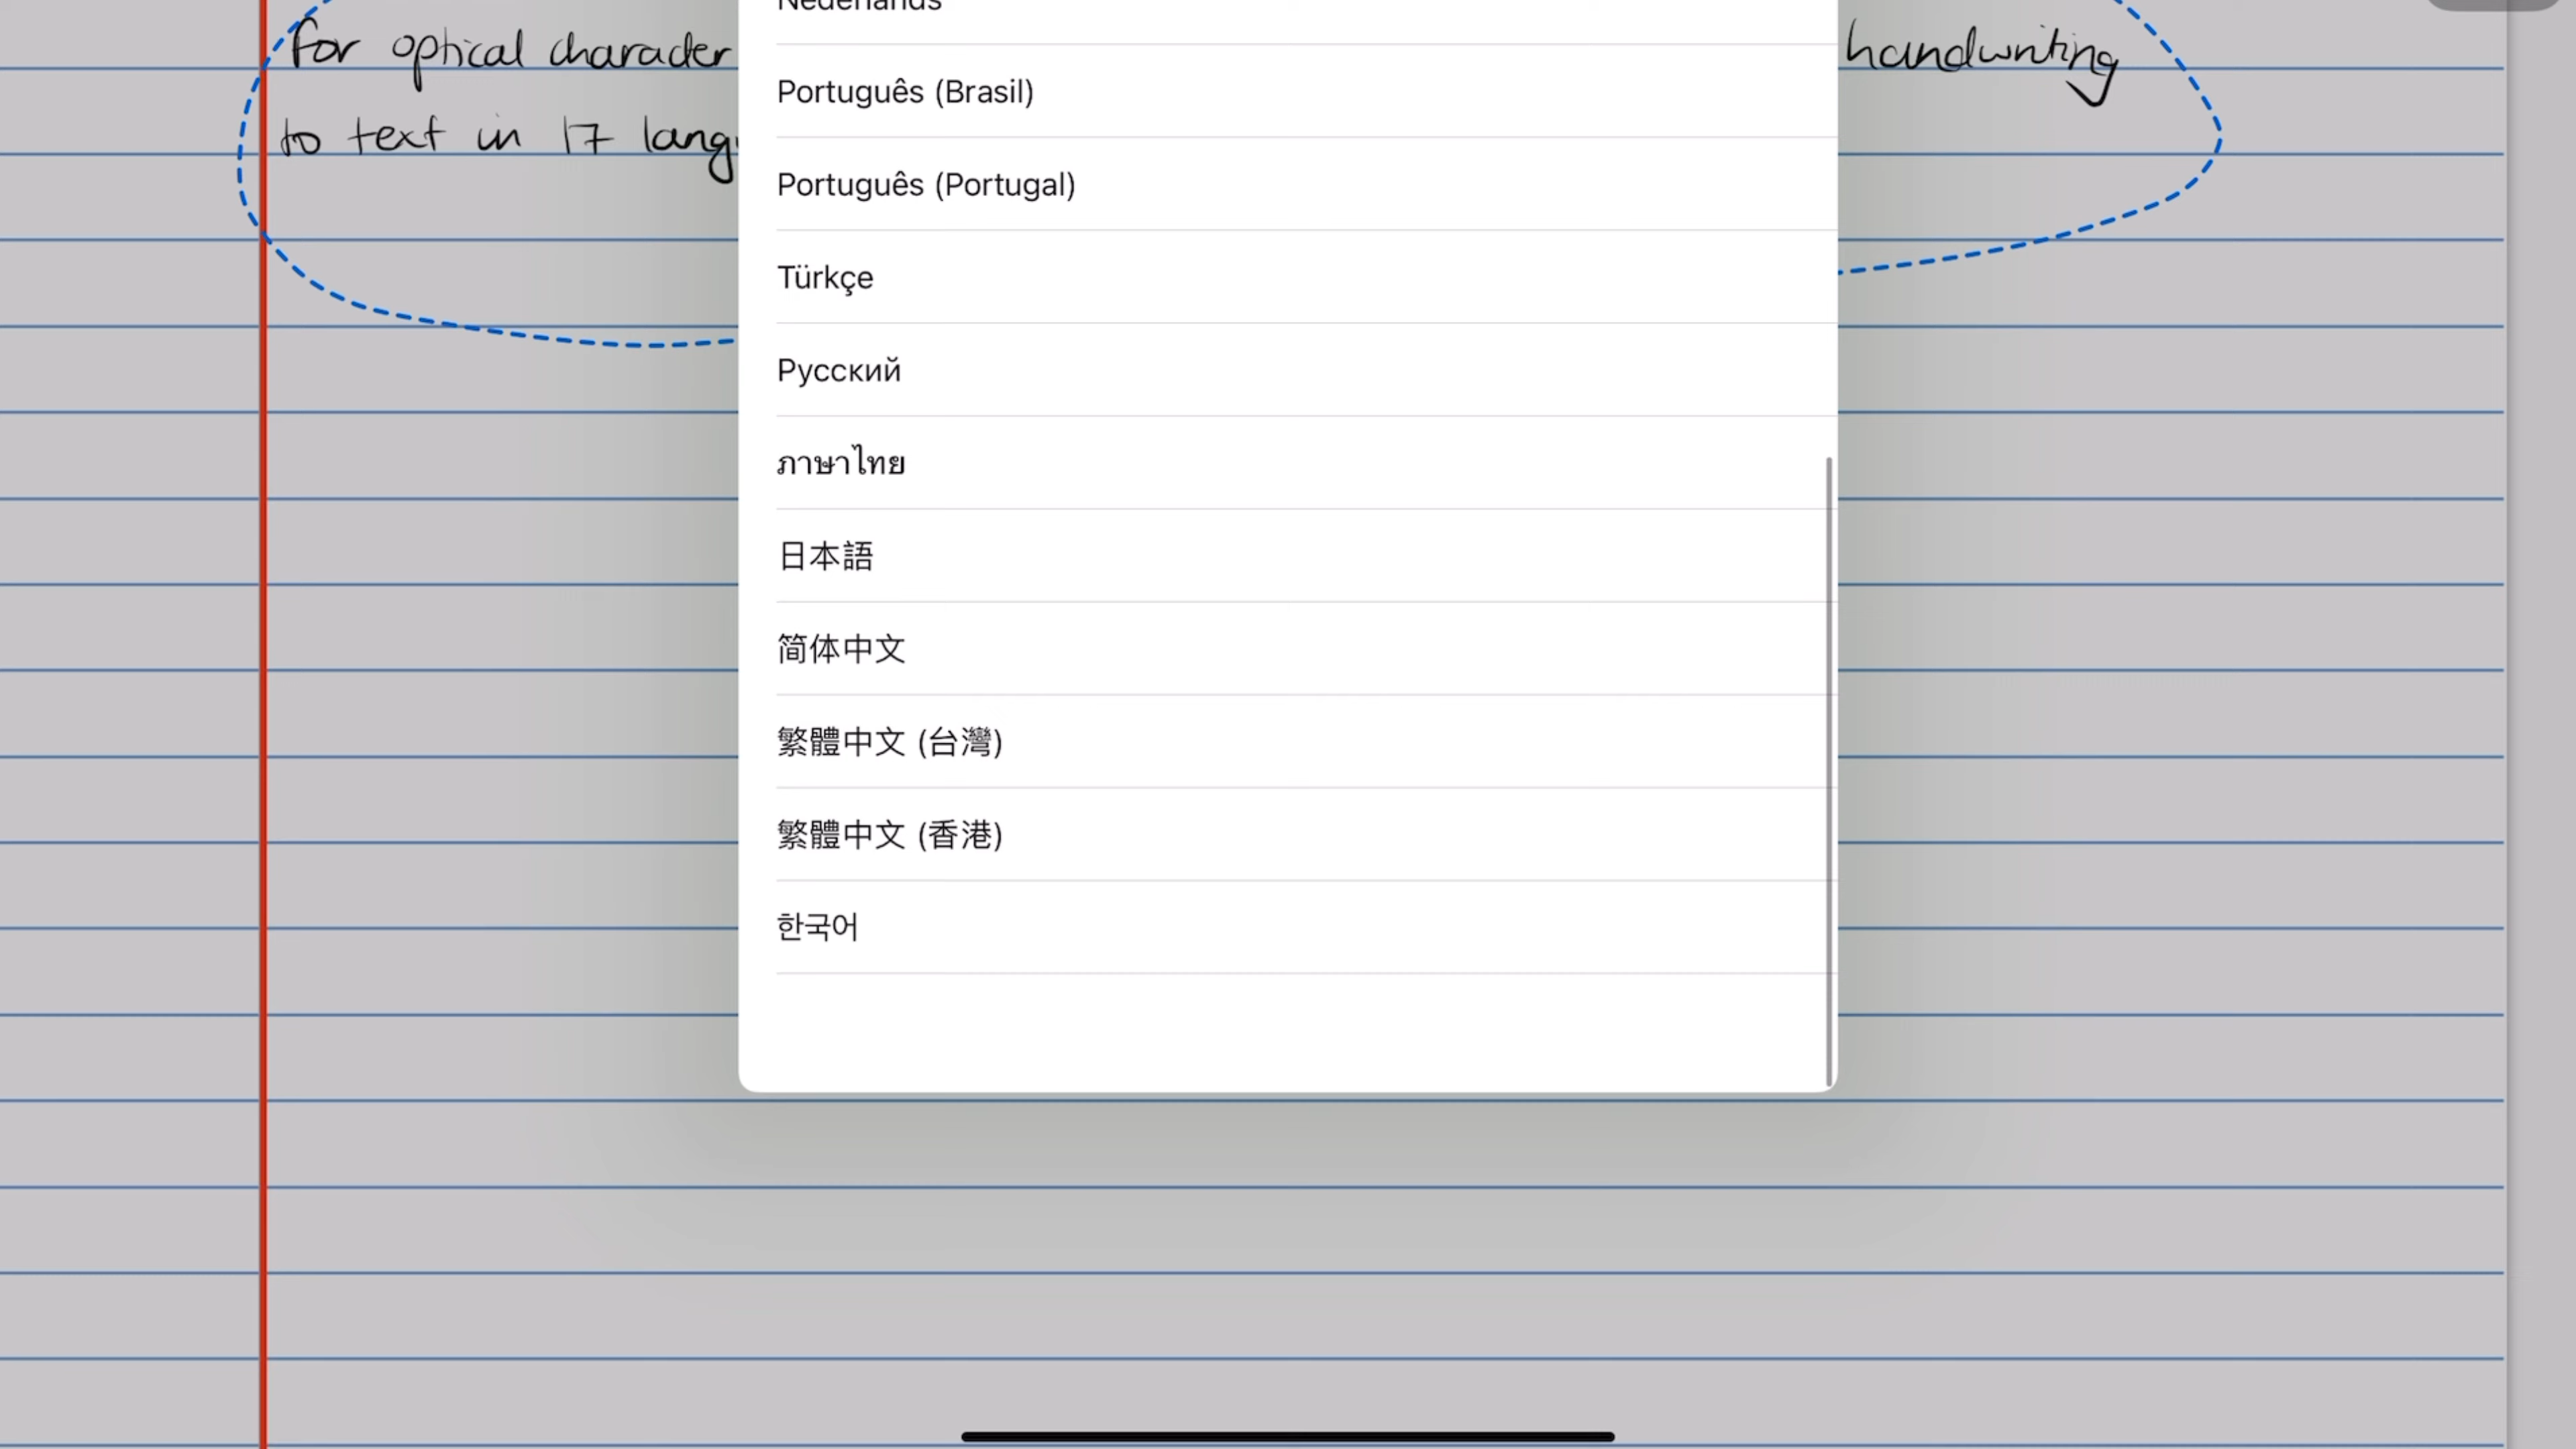 Nederlands
for optical character
handwriting
Português (Brasil)
to text in 17
Português (Portugal)
Türkçe
Русский
ภาษาไทย
日本語
简体中文
繁體中文 (台灣)
繁體中文 (香港)
한국어